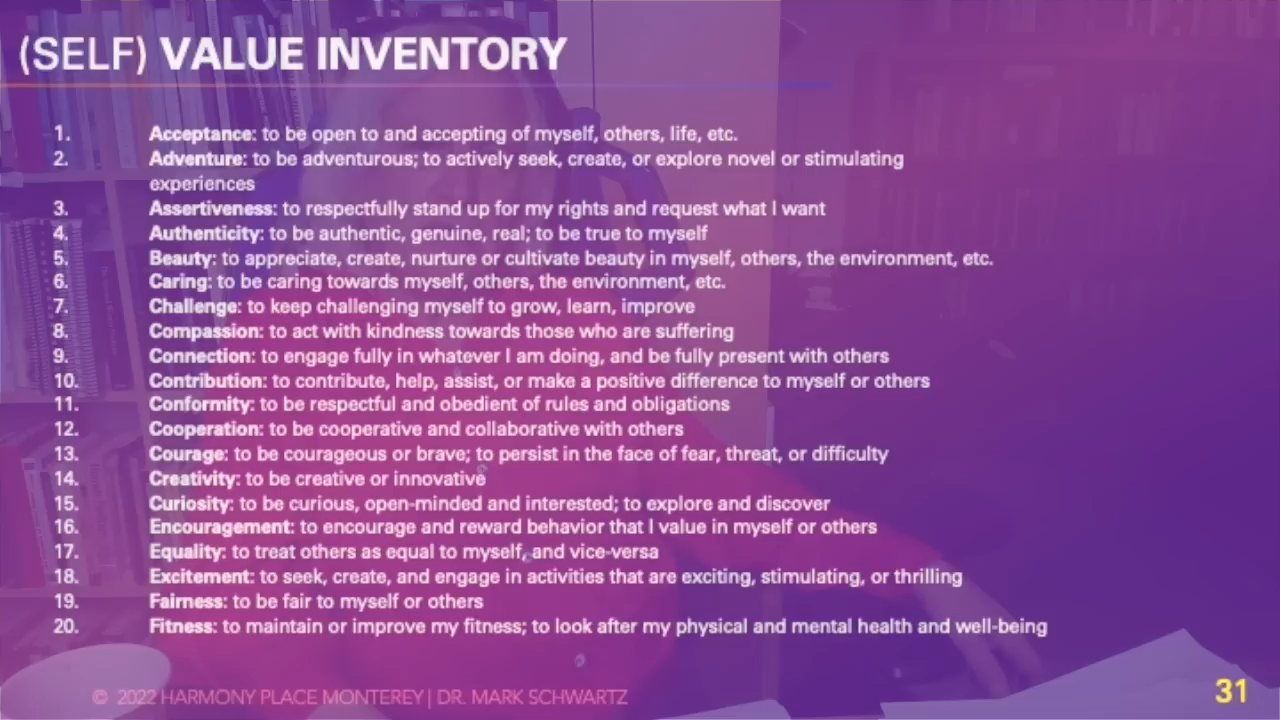 (SELF) VALUE INVENTORY
1. Acceptance: to be open to and accepting of myself, others, life, etc.
2. Adventure: to be adventurous; to actively seek, create, or explore novel or stimulating
experiences
3. Assertiveness: to respectfully stand up for my rights and request what I want
4. Authenticity: to be authentic, genuine, real; to be true to myself
5. Beauty: to appreciate, create, nurture or cultivate beauty in myself, others, the environment, etc.
6. Caring: to be caring towards myself, others, the environment, etc.
7. Challenge: to keep challenging myself to grow, learn, improve
8. Compassion: to act with kindness towards those who are suffering
9. Connection: to engage fully in whatever I am doing, and be fully present with others
10. Contribution: to contribute, help, assist, or make a positive difference to myself or others
11. Conformity: to be respectful and obedient of rules and obligations
12. Cooperation: to be cooperative and collaborative with others
13. Courage: to be courageous or brave; to persist in the face of fear, threat, or difficulty
14. Creativity: to be creative or innovative
15. Curiosity: to be curious, open-minded and interested; to explore and discover
16. Encouragement: to encourage and reward behavior that I value in myself or others
17. Equality: to treat others as equal to myself, and vice-versa
18. Excitement: to seek, create, and engage in activities that are exciting, stimulating, or thrilling
19. Fairness: to be fair to myself or others
20. Fitness: to maintain or improve my fitness; to look after my physical and mental health and well-being
© 2022 HARMONY PLACE MONTEREY | DR. MARK SCHWARTZ
31